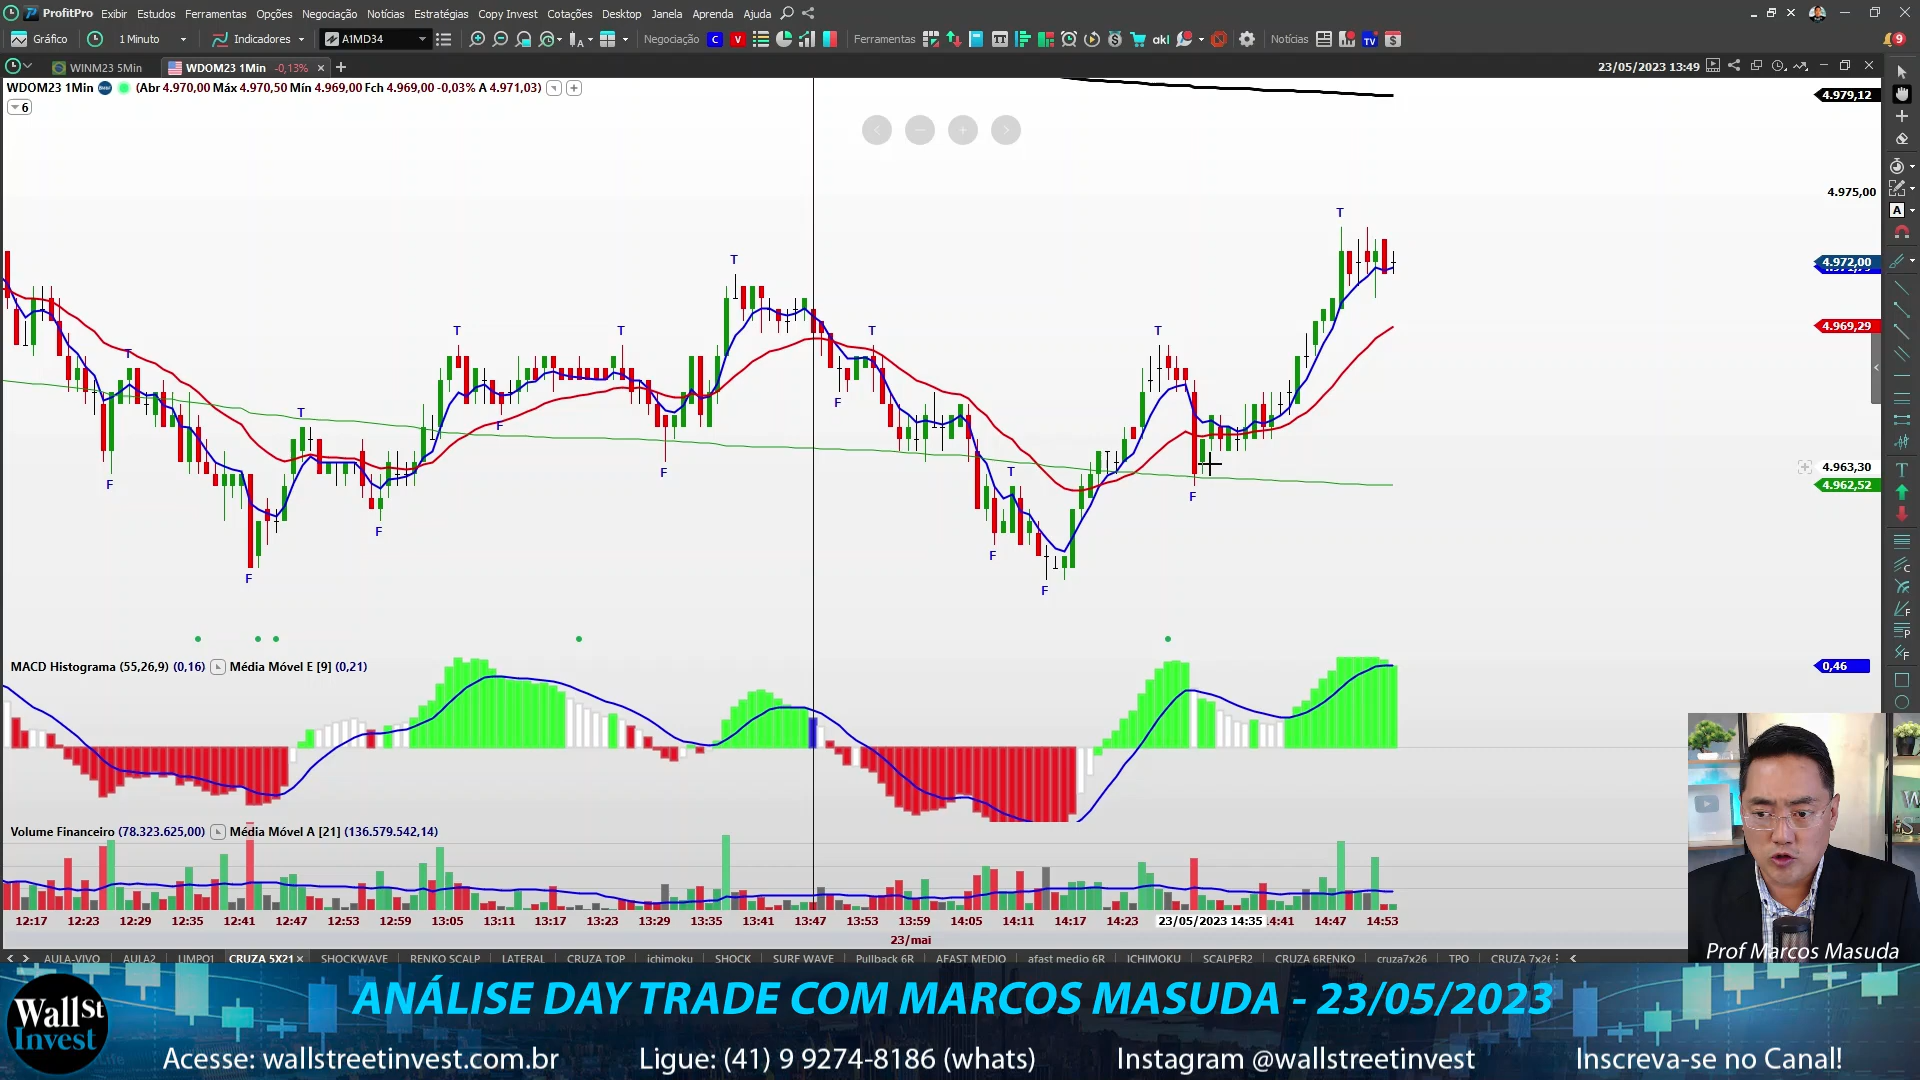 ProfitPro Exibir Estudos Ferramentas Opções Negociação Notícias Estratégias Copy Invest Cotações Desktop Janela Aprenda Ajuda
Gráfico 1 Minuto Indicadores A1MD34 Negociação C V Ferramentas akl Notícias TV 9
WINM23 5Min WDOM23 1Min -0,13% 23/05/2023 13:49
WDOM23 1Min (Abr 4.970,00 Máx 4.970,50 Mín 4.969,00 Fch 4.969,00 -0,03% A 4.971,03)
6
4.979,12
4.975,00
T
4.972,00
T
4.969,29
T T T T
T
F
T
4.963,30
4.962,52
T
F F F F F
F F
F F
MACD Histograma (55,26,9) (0,16) Média Móvel E [9] (0,21)
0,46
Volume Financeiro (78.323.625,00) Média Móvel A [21] (136.579.542,14)
12:17 12:23 12:29 12:35 12:41 12:47 12:53 12:59 13:05 13:11 13:17 13:23 13:29 13:35 13:41 13:47 13:53 13:59 14:05 14:11 14:17 14:23 23/05/2023 14:35 4:41 14:47 14:53
23/mai
AULA-VIVO AULA2 LIMPO1 CRUZA 5X21 SHOCKWAVE RENKO SCALP LATERAL CRUZA TOP ichimoku SHOCK SURF WAVE Pullback 6R AFAST MEDIO afast medio 6R ICHIMOKU SCALPER2 CRUZA 6RENKO cruza7x26 TPO CRUZA 7x26
Prof Marcos Masuda
ANÁLISE DAY TRADE COM MARCOS MASUDA - 23/05/2023
Wall St
Invest
Acesse: wallstreetinvest.com.br Ligue: (41) 9 9274-8186 (whats) Instagram @wallstreetinvest Inscreva-se no Canal!